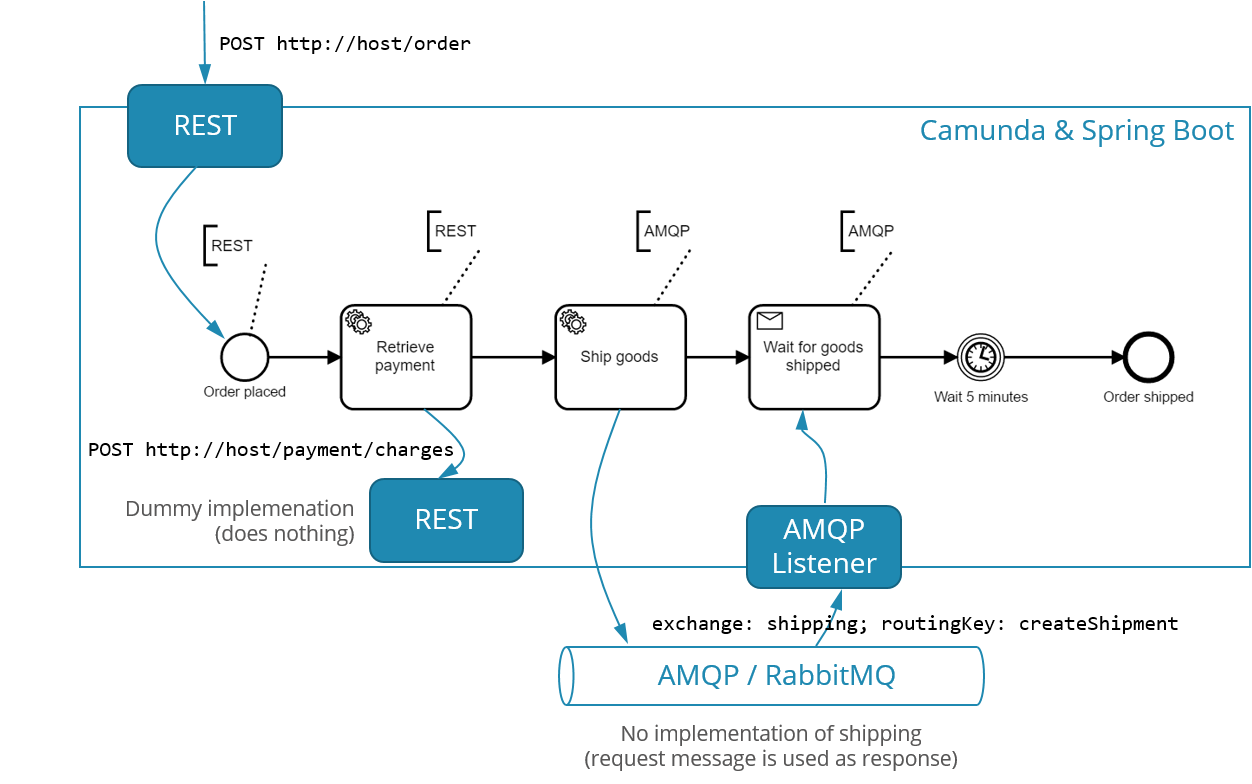 POST http://host/order
REST
Camunda & Spring Boot
REST
REST
AMQP
AMQP
Retrieve
payment
Ship goods
Wait for goods
shipped
Order placed
Wait 5 minutes
Order shipped
POST http://host/payment/charges
Dummy implemenation
(does nothing)
REST
AMQP
Listener
exchange: shipping; routingKey: createShipment
AMQP / RabbitMQ
No implementation of shipping
(request message is used as response)